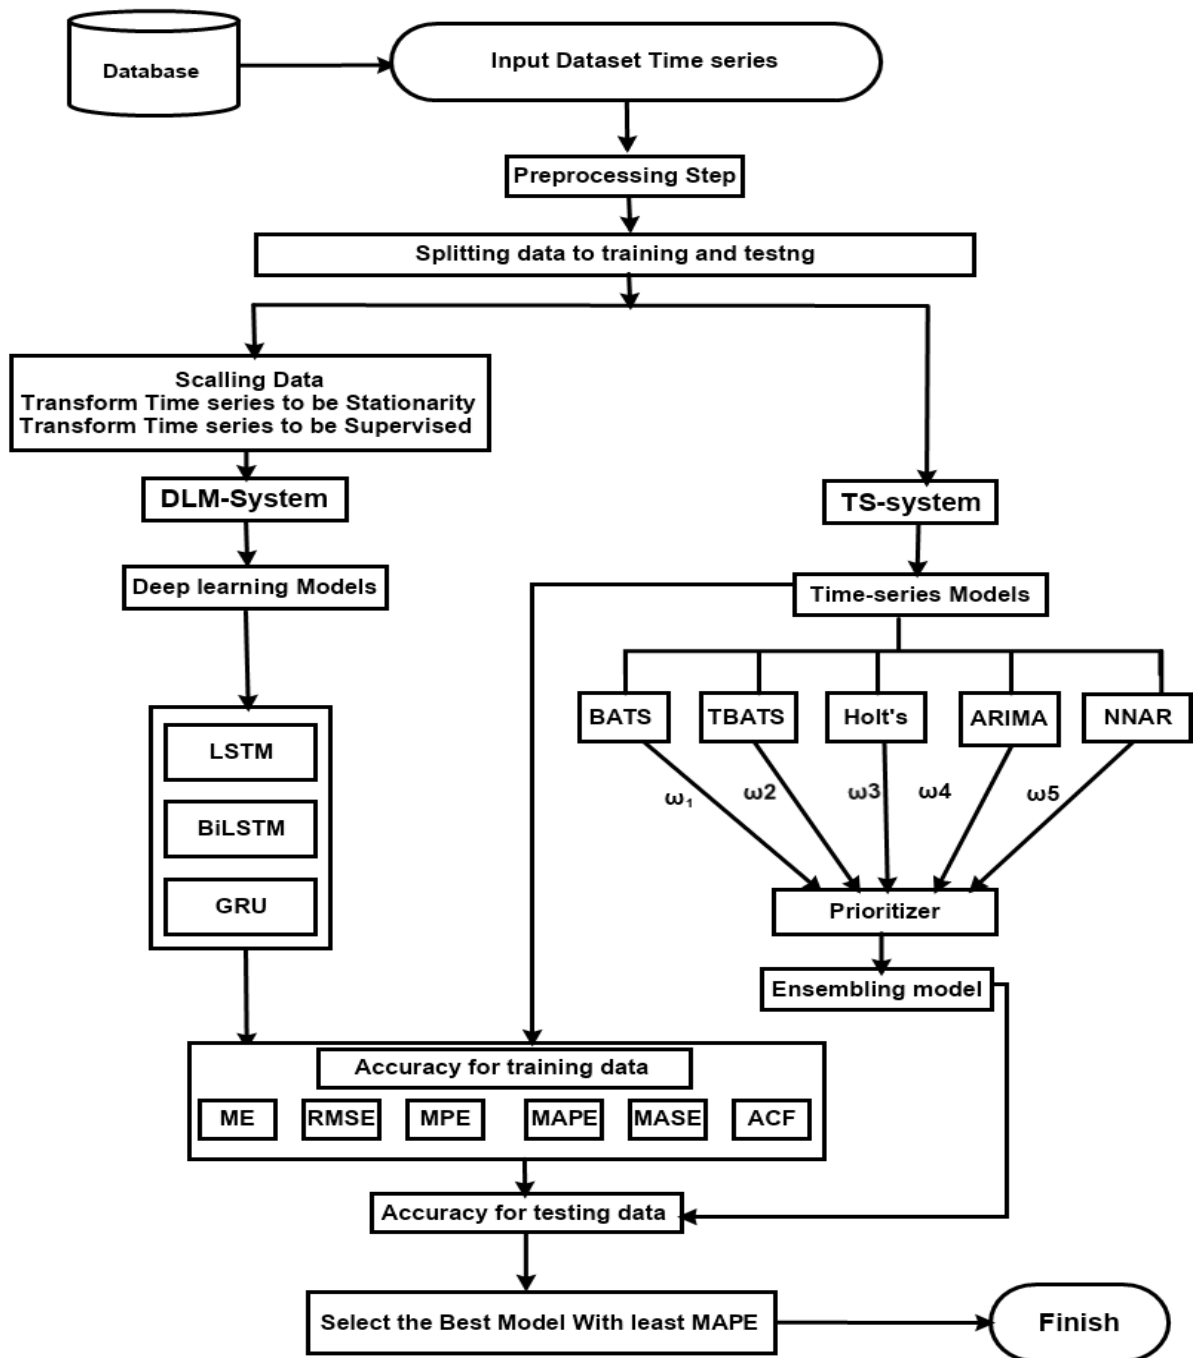 Database
Input Dataset Time series
Preprocessing Step
Splitting data to training and testng
Scalling Data
Transform Time series to be Stationarity
Transform Time series to be Supervised
DLM-System
TS-system
Deep learning Models
Time-series Models
BATS
TBATS
Holt's
ARIMA
NNAR
LSTM
BiLSTM
GRU
ω₁
ω2
ω3
ω4
ω5
Prioritizer
Ensembling model
Accuracy for training data
ME
RMSE
MPE
MAPE
MASE
ACF
Accuracy for testing data
Select the Best Model With least MAPE
Finish